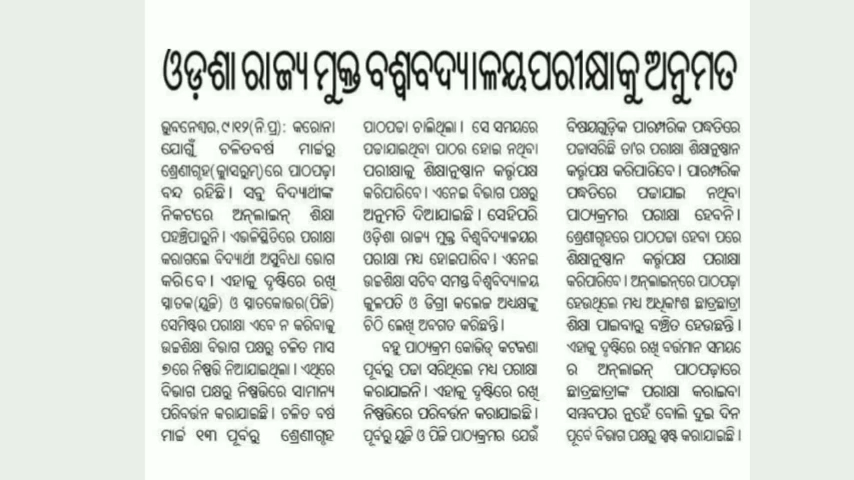 ଓଡ଼ିଶା ରାଜ୍ୟ ମୁକ୍ତ ବିଶ୍ୱବିଦ୍ୟାଳୟ ପରୀକ୍ଷାକୁ ଅନୁମତି
ଭୁବନେଶ୍ୱର, ୯।୧୨(ନି.ପ୍ର): କରୋନା
ଯୋଗୁଁ ଚଳିତବର୍ଷ ମାର୍ଚ୍ଚରୁ
ଶ୍ରେଣୀଗୃହ(କ୍ଲାସରୁମ୍)ରେ ପାଠପଢ଼ା
ବନ୍ଦ ରହିଛି। ସବୁ ବିଦ୍ୟାର୍ଥୀଙ୍କ
ନିକଟରେ ଅନ୍‌ଲାଇନ୍ ଶିକ୍ଷା
ପହଞ୍ଚିପାରୁନି। ଏଭଳିସ୍ଥିତିରେ ପରୀକ୍ଷା
କରାଗଲେ ବିଦ୍ୟାର୍ଥୀ ଅସୁବିଧା ଭୋଗ
କରିବେ। ଏହାକୁ ଦୃଷ୍ଟିରେ ରଖି
ସ୍ନାତକ(ୟୁଜି) ଓ ସ୍ନାତକୋତ୍ତର(ପିଜି)
ସେମିଷ୍ଟର ପରୀକ୍ଷା ଏବେ ନ କରିବାକୁ
ଉଚ୍ଚଶିକ୍ଷା ବିଭାଗ ପକ୍ଷରୁ ଚଳିତ ମାସ
୭ରେ ନିଷ୍ପତ୍ତି ନିଆଯାଇଥିଲା। ଏଥିରେ
ବିଭାଗ ପକ୍ଷରୁ ନିଷ୍ପତ୍ତିରେ ସାମାନ୍ୟ
ପରିବର୍ତ୍ତନ କରାଯାଇଛି। ଚଳିତ ବର୍ଷ
ମାର୍ଚ୍ଚ ୧୩ ପୂର୍ବରୁ ଶ୍ରେଣୀଗୃହ
ପାଠପଢା ଚାଲିଥିଲା। ସେ ସମୟରେ
ପଢାଯାଇଥିବା ପାଠର ହୋଇ ନଥିବା
ପରୀକ୍ଷାକୁ ଶିକ୍ଷାନୁଷ୍ଠାନ କର୍ତ୍ତୃପକ୍ଷ
କରିପାରିବେ। ଏନେଇ ବିଭାଗ ପକ୍ଷରୁ
ଅନୁମତି ଦିଆଯାଇଛି। ସେହିପରି
ଓଡ଼ିଶା ରାଜ୍ୟ ମୁକ୍ତ ବିଶ୍ୱବିଦ୍ୟାଳୟର
ପରୀକ୍ଷା ମଧ୍ୟ ହୋଇପାରିବ। ଏନେଇ
ଉଚ୍ଚଶିକ୍ଷା ସଚିବ ସମସ୍ତ ବିଶ୍ୱବିଦ୍ୟାଳୟ
କୁଳପତି ଓ ଡିଗ୍ରୀ କଲେଜ ଅଧ୍ୟକ୍ଷଙ୍କୁ
ଚିଠି ଲେଖି ଅବଗତ କରିଛନ୍ତି।
ବହୁ ପାଠ୍ୟକ୍ରମ କୋଭିଡ୍ କଟକଣା
ପୂର୍ବରୁ ପଢା ସରିଥିଲେ ମଧ୍ୟ ପରୀକ୍ଷା
କରାଯାଇନି। ଏହାକୁ ଦୃଷ୍ଟିରେ ରଖି
ନିଷ୍ପତ୍ତିରେ ପରିବର୍ତ୍ତନ କରାଯାଇଛି।
ପୂର୍ବରୁ ୟୁଜି ଓ ପିଜି ପାଠ୍ୟକ୍ରମର ଯେଉଁ
ବିଷୟଗୁଡ଼ିକ ପାରମ୍ପରିକ ପଦ୍ଧତିରେ
ପଢାସରିଛି ତା'ର ପରୀକ୍ଷା ଶିକ୍ଷାନୁଷ୍ଠାନ
କର୍ତ୍ତୃପକ୍ଷ କରିପାରିବେ। ପାରମ୍ପରିକ
ପଦ୍ଧତିରେ ପଢାଯାଇ ନଥିବା
ପାଠ୍ୟକ୍ରମର ପରୀକ୍ଷା ହେବନି।
ଶ୍ରେଣୀଗୃହରେ ପାଠପଢା ହେବା ପରେ
ଶିକ୍ଷାନୁଷ୍ଠାନ କର୍ତ୍ତୃପକ୍ଷ ପରୀକ୍ଷା
କରିପାରିବେ। ଅନ୍‌ଲାଇନ୍‌ରେ ପାଠପଢ଼ା
ହେଉଥିଲେ ମଧ୍ୟ ଅଧିକାଂଶ ଛାତ୍ରଛାତ୍ରୀ
ଶିକ୍ଷା ପାଇବାରୁ ବଞ୍ଚିତ ହେଉଛନ୍ତି।
ଏହାକୁ ଦୃଷ୍ଟିରେ ରଖି ବର୍ତ୍ତମାନ ସମୟରେ
ର ଅନ୍‌ଲାଇନ୍ ପାଠପଢ଼ାରେ
ଛାତ୍ରଛାତ୍ରୀଙ୍କ ପରୀକ୍ଷା କରାଇବା
ସମ୍ଭବପର ନୁହେଁ ବୋଲି ଦୁଇ ଦିନ
ପୂର୍ବେ ବିଭାଗ ପକ୍ଷରୁ ସ୍ପଷ୍ଟ କରାଯାଇଛି।